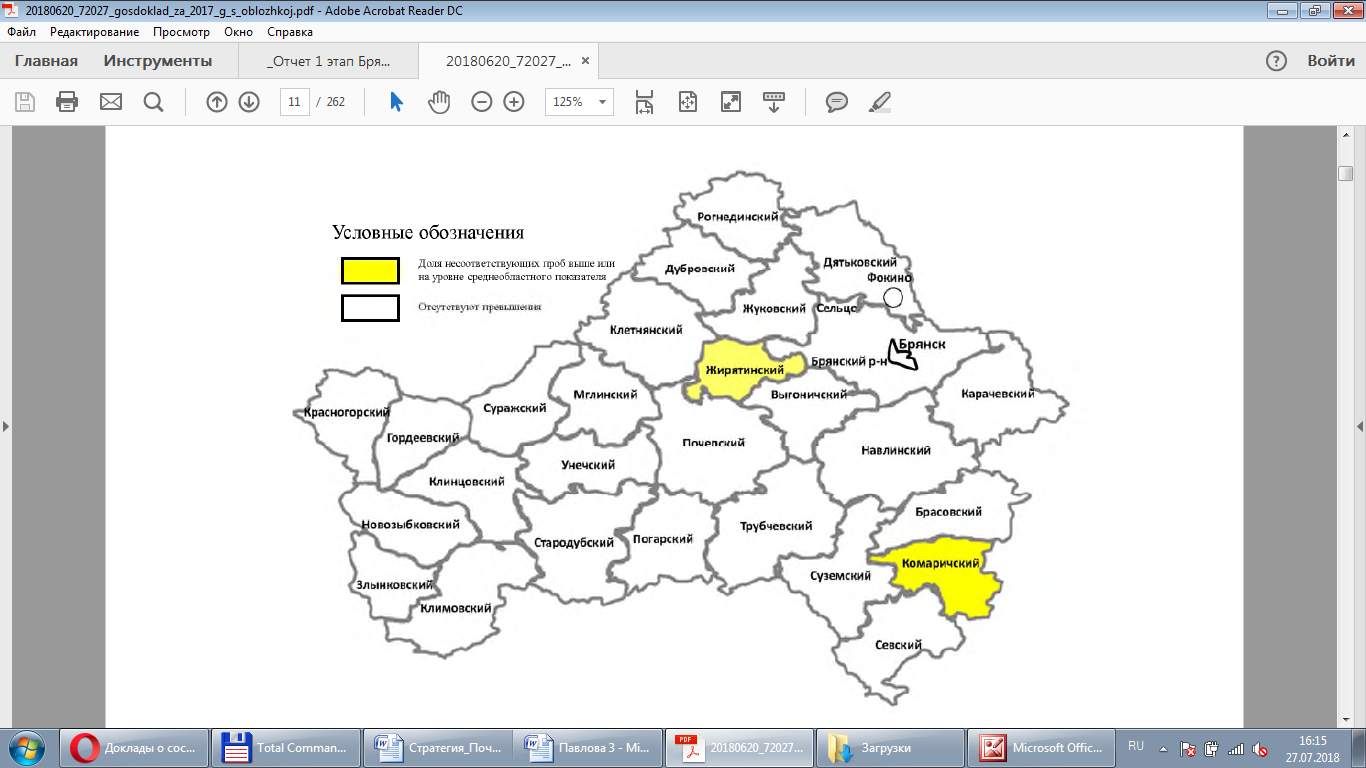 20180620_72027_gosdoklad_za_2017_g_s_oblozhkoj.pdf - Adobe Acrobat Reader DC
Файл Редактирование Просмотр Окно Справка
Главная Инструменты _Отчет 1 этап Бря... 20180620_72027_... × Войти
11 / 262 125%
Условные обозначения
Доля несоответствующих проб выше или
на уровне среднеобластного показателя
Отсутствуют превышения
Рогнединский
Дятьковский
Дубровский
Фокино
Жуковский Сельцо
Клетнянский
Брянск
Брянский р-н
Жирятинский
Мглинский Выгоничский Карачевский
Суражский
Красногорский
Гордеевский
Почепский
Навлинский
Унечский
Клинцовский
Брасовский
Новозыбковский
Трубчевский
Стародубский Погарский
Комаричский
Суземский
Злынковский
Климовский
Севский
Доклады о сос... Total Comman... Стратегия_Поч... Павлова 3 - Mi... PDF 20180620_72027... Загрузки Microsoft Offic... RU 16:15
27.07.2018